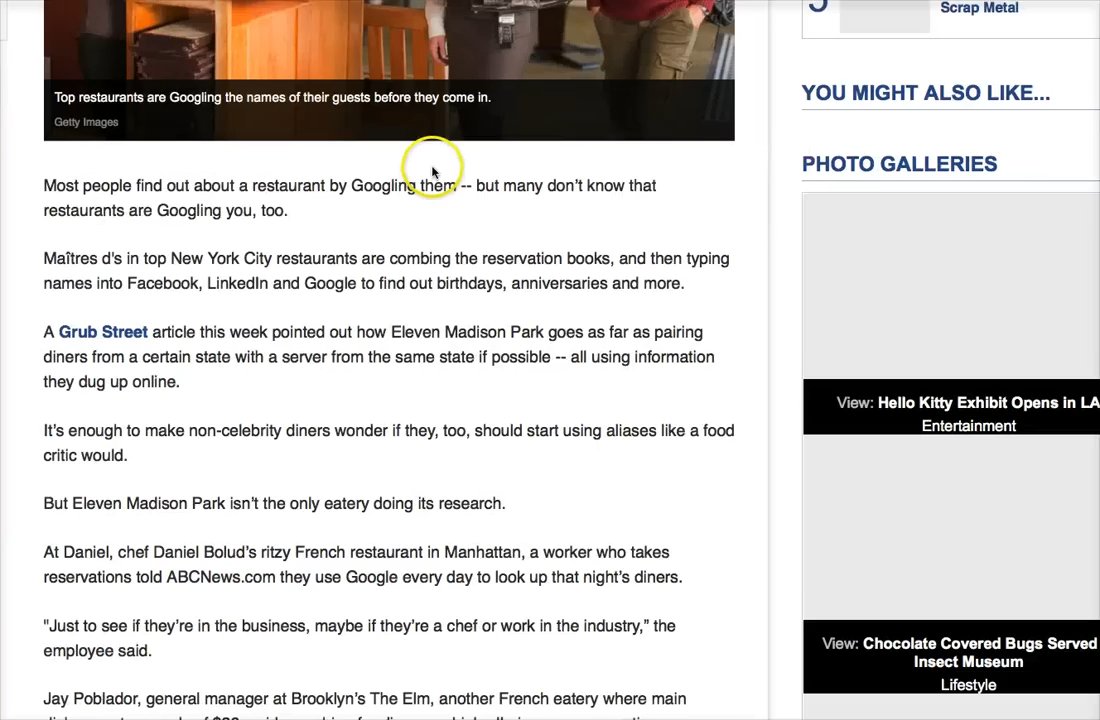 Top restaurants are Googling the names of their guests before they come in.
Getty Images
Most people find out about a restaurant by Googling them -- but many don’t know that
restaurants are Googling you, too.
Maîtres d's in top New York City restaurants are combing the reservation books, and then typing
names into Facebook, LinkedIn and Google to find out birthdays, anniversaries and more.
A Grub Street article this week pointed out how Eleven Madison Park goes as far as pairing
diners from a certain state with a server from the same state if possible -- all using information
they dug up online.
It’s enough to make non-celebrity diners wonder if they, too, should start using aliases like a food
critic would.
But Eleven Madison Park isn’t the only eatery doing its research.
At Daniel, chef Daniel Bolud’s ritzy French restaurant in Manhattan, a worker who takes
reservations told ABCNews.com they use Google every day to look up that night’s diners.
"Just to see if they’re in the business, maybe if they’re a chef or work in the industry,” the
employee said.
Jay Poblador, general manager at Brooklyn’s The Elm, another French eatery where main
5
Scrap Metal
YOU MIGHT ALSO LIKE...
PHOTO GALLERIES
View: Hello Kitty Exhibit Opens in LA
Entertainment
View: Chocolate Covered Bugs Served
Insect Museum
Lifestyle